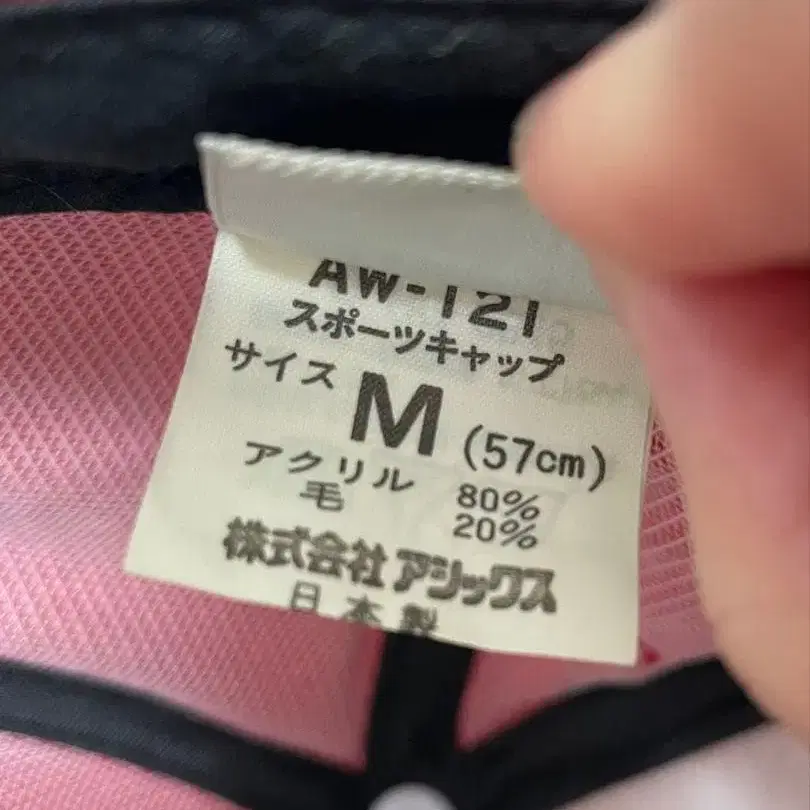 AW-121
スポーツキャップ
サイズ M (57cm)
アクリル 80%
毛 20%
株式会社 アシックス
日本製